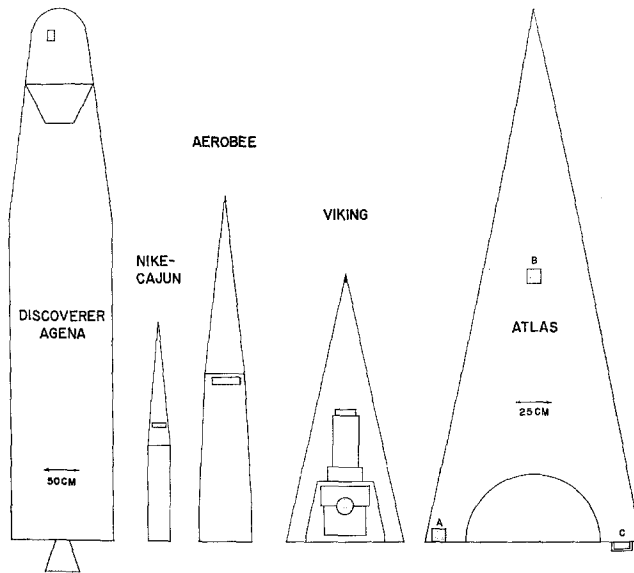 DISCOVERER
AGENA
50CM
NIKE-
CAJUN
AEROBEE
VIKING
B
ATLAS
25CM
A
C